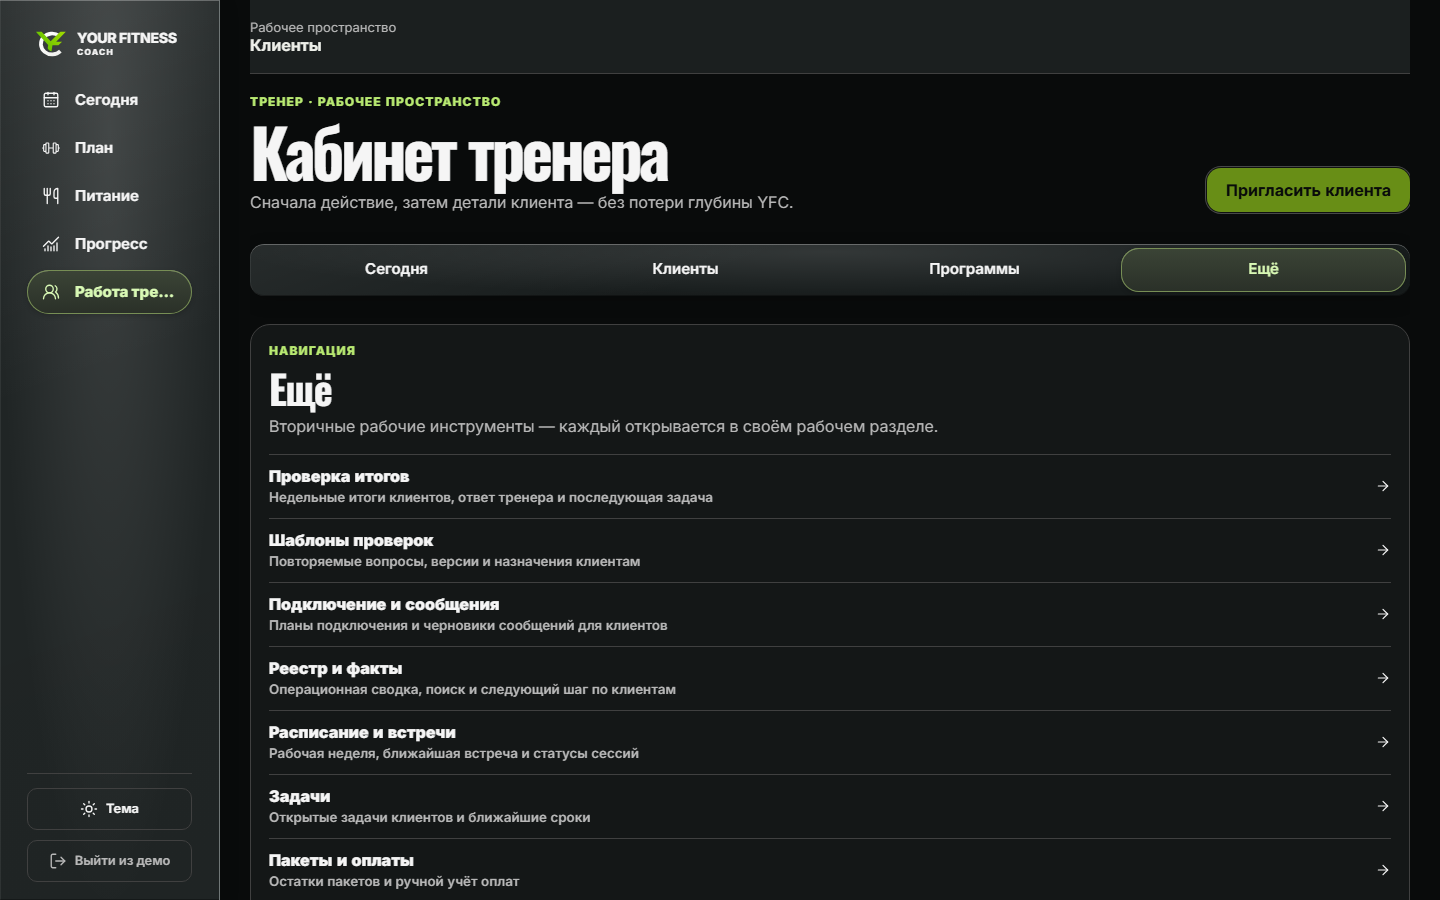 YOUR FITNESS
COACH
Сегодня
План
Питание
Прогресс
Работа тре...
Тема
Выйти из демо
Рабочее пространство
Клиенты
ТРЕНЕР · РАБОЧЕЕ ПРОСТРАНСТВО
Кабинет тренера
Сначала действие, затем детали клиента — без потери глубины YFC.
Пригласить клиента
Сегодня
Клиенты
Программы
Ещё
НАВИГАЦИЯ
Ещё
Вторичные рабочие инструменты — каждый открывается в своём рабочем разделе.
Проверка итогов
Недельные итоги клиентов, ответ тренера и последующая задача
Шаблоны проверок
Повторяемые вопросы, версии и назначения клиентам
Подключение и сообщения
Планы подключения и черновики сообщений для клиентов
Реестр и факты
Операционная сводка, поиск и следующий шаг по клиентам
Расписание и встречи
Рабочая неделя, ближайшая встреча и статусы сессий
Задачи
Открытые задачи клиентов и ближайшие сроки
Пакеты и оплаты
Остатки пакетов и ручной учёт оплат